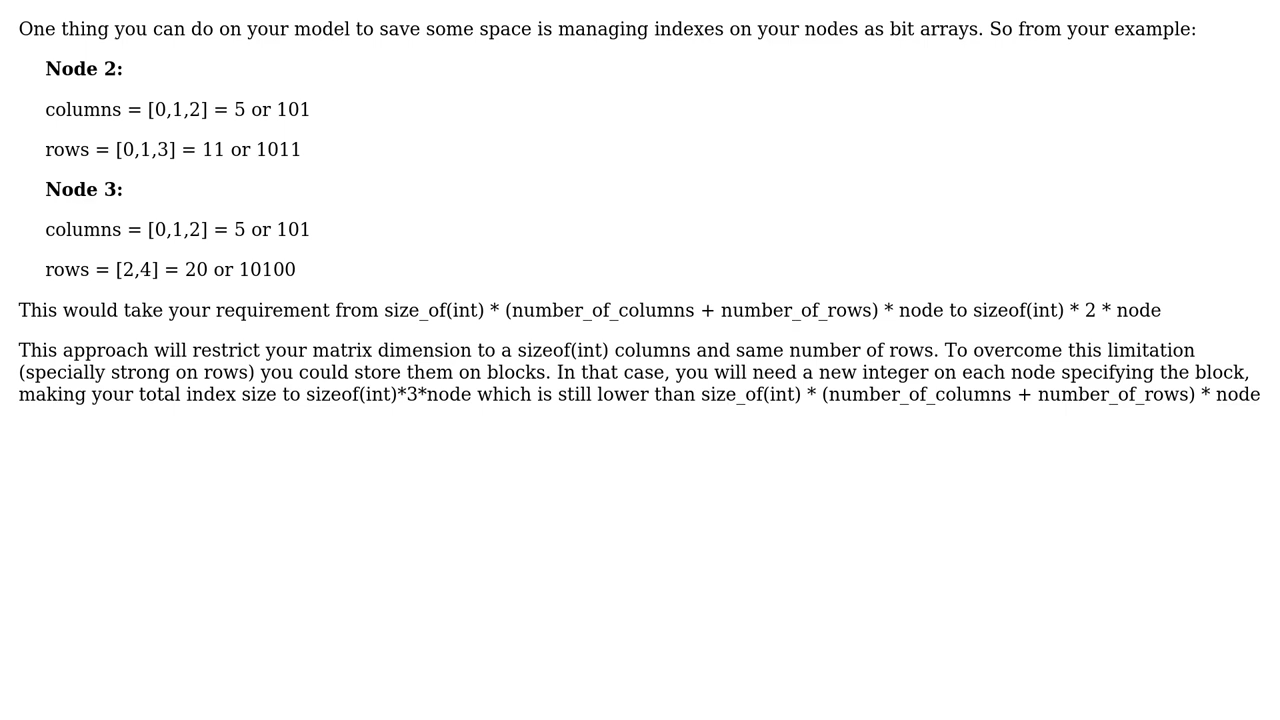 One thing you can do on your model to save some space is managing indexes on your nodes as bit arrays. So from your example:
Node 2:
columns = [0,1,2] = 5 or 101
rows = [0,1,3] = 11 or 1011
Node 3:
columns = [0,1,2] = 5 or 101
rows = [2,4] = 20 or 10100
This would take your requirement from size_of(int) * (number_of_columns + number_of_rows) * node to sizeof(int) * 2 * node
This approach will restrict your matrix dimension to a sizeof(int) columns and same number of rows. To overcome this limitation
(specially strong on rows) you could store them on blocks. In that case, you will need a new integer on each node specifying the block,
making your total index size to sizeof(int)*3*node which is still lower than size_of(int) * (number_of_columns + number_of_rows) * node